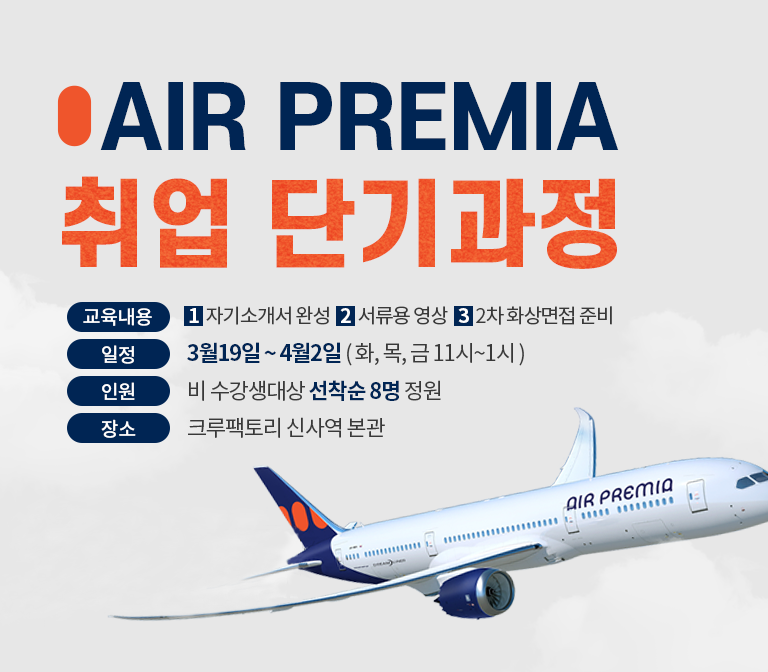 AIR PREMIA
취업 단기과정
교육내용 1 자기소개서 완성 2 서류용 영상 3 2차 화상면접 준비
일정 3월19일 ~ 4월2일 ( 화, 목, 금 11시~1시 )
인원 비 수강생대상 선착순 8명 정원
장소 크루팩토리 신사역 본관
AIR PREMIA